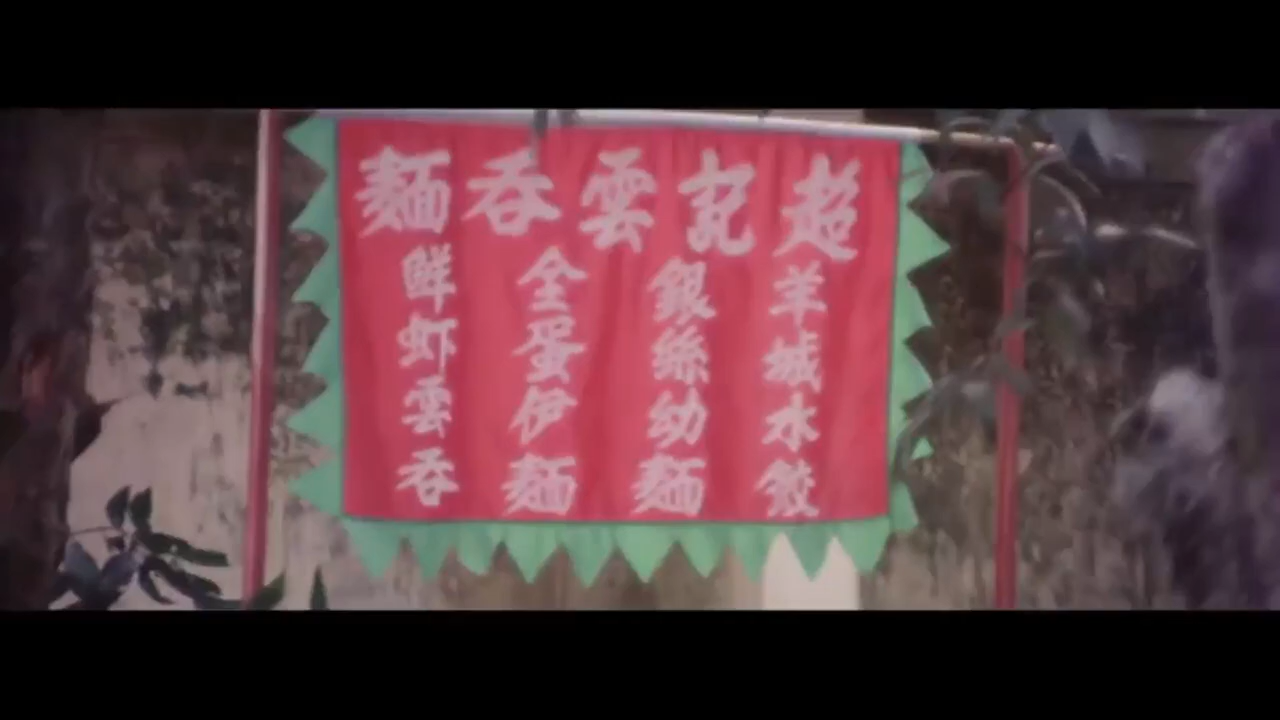 超記雲吞麵
羊城水餃
銀絲幼麵
全蛋伊麵
鮮虾雲吞